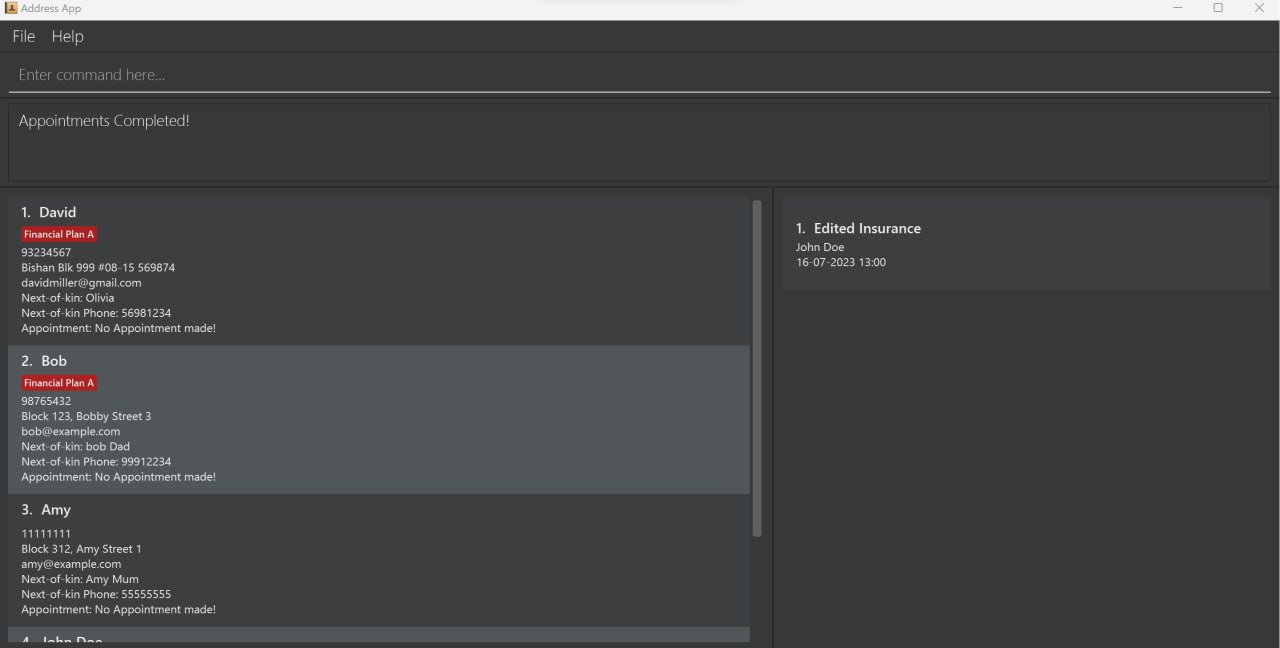 Address App
File Help
Enter command here...
Appointments Completed!
1. David
Financial Plan A
93234567
Bishan Blk 999 #08-15 569874
davidmiller@gmail.com
Next-of-kin: Olivia
Next-of-kin Phone: 56981234
Appointment: No Appointment made!
2. Bob
Financial Plan A
98765432
Block 123, Bobby Street 3
bob@example.com
Next-of-kin: bob Dad
Next-of-kin Phone: 99912234
Appointment: No Appointment made!
3. Amy
11111111
Block 312, Amy Street 1
amy@example.com
Next-of-kin: Amy Mum
Next-of-kin Phone: 55555555
Appointment: No Appointment made!
4. John Doe
1. Edited Insurance
John Doe
16-07-2023 13:00